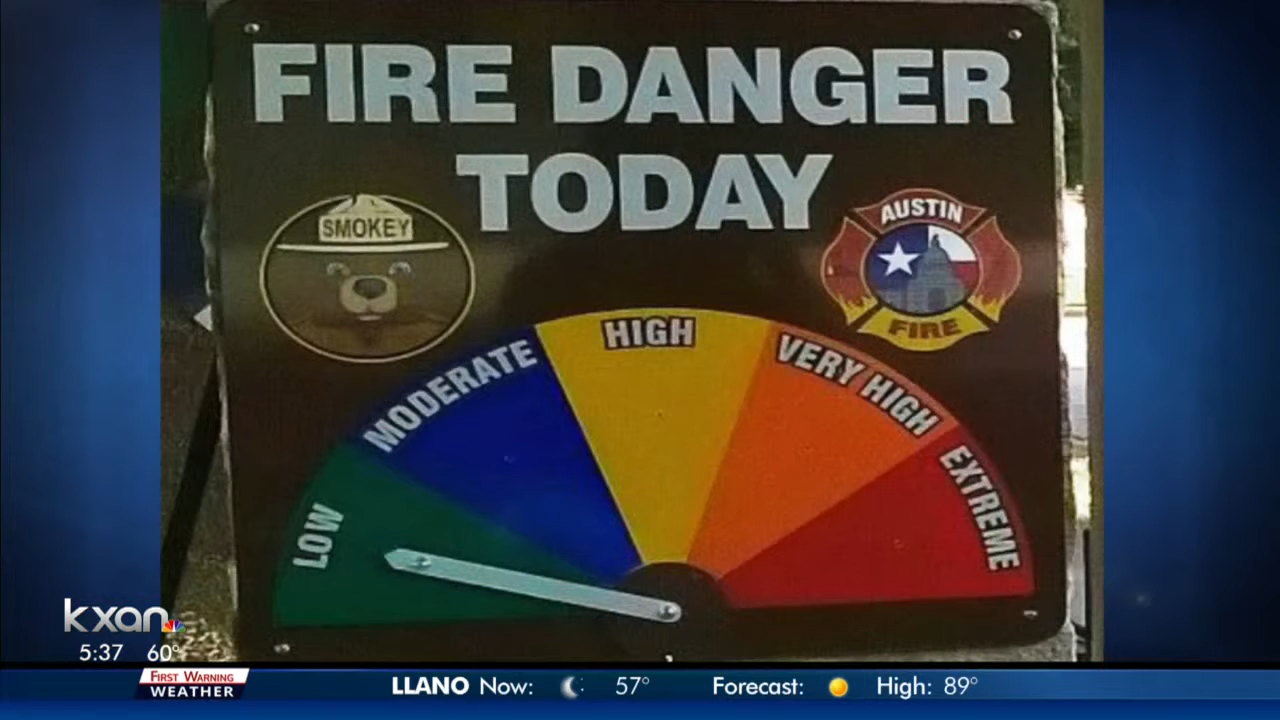 FIRE DANGER
TODAY
SMOKEY
AUSTIN
FIRE
LOW
MODERATE
HIGH
VERY HIGH
EXTREME
kxan
5:37 60°
FIRST WARNING
WEATHER
LLANO Now: 57° Forecast: High: 89°